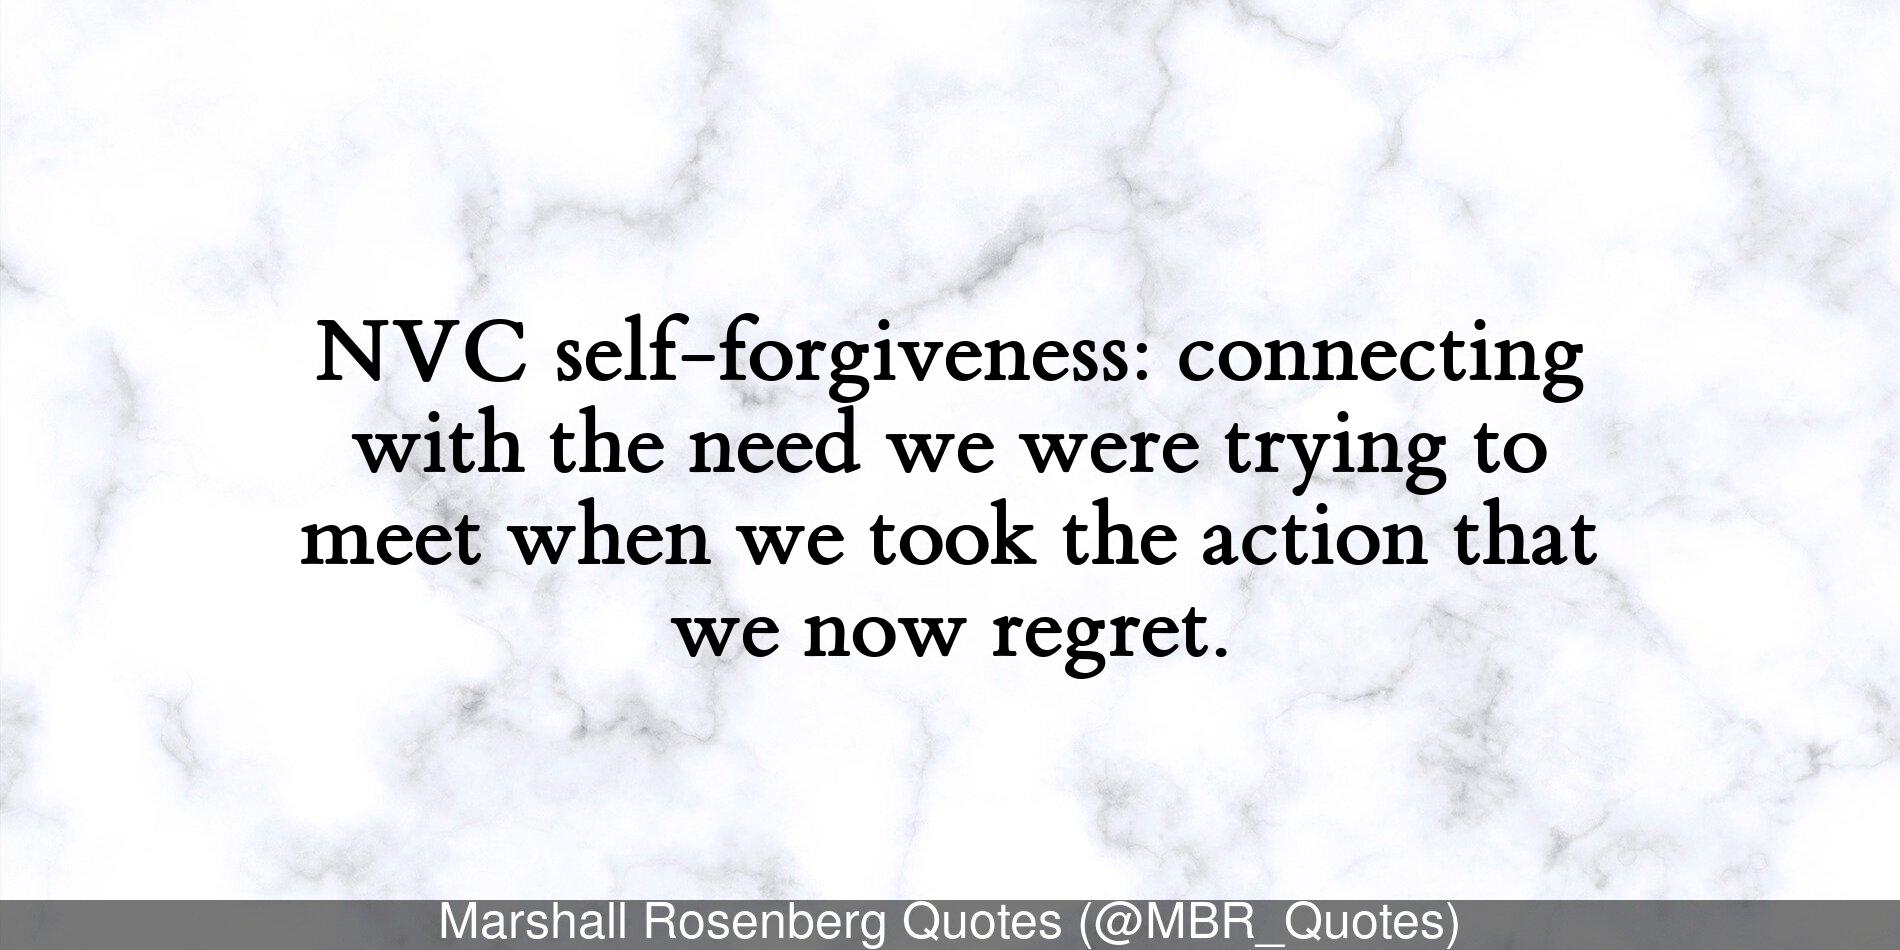 NVC self-forgiveness: connecting
with the need we were trying to
meet when we took the action that
we now regret.
Marshall Rosenberg Quotes (@MBR_Quotes)